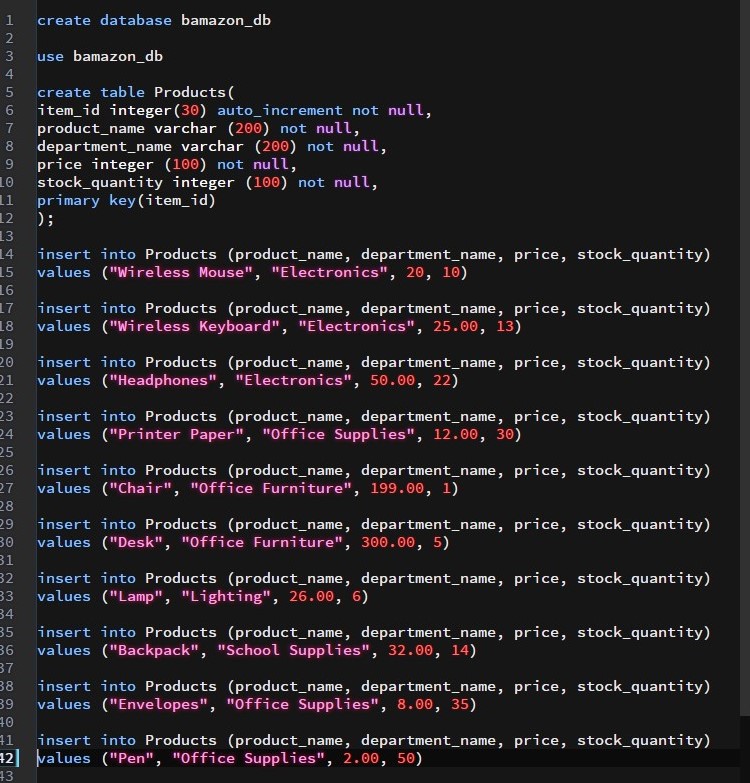 1 create database bamazon_db
2
3 use bamazon_db
4
5 create table Products(
6 item_id integer(30) auto_increment not null,
7 product_name varchar (200) not null,
8 department_name varchar (200) not null,
9 price integer (100) not null,
10 stock_quantity integer (100) not null,
11 primary key(item_id)
12 );
13
14 insert into Products (product_name, department_name, price, stock_quantity)
15 values ("Wireless Mouse", "Electronics", 20, 10)
16
17 insert into Products (product_name, department_name, price, stock_quantity)
18 values ("Wireless Keyboard", "Electronics", 25.00, 13)
19
20 insert into Products (product_name, department_name, price, stock_quantity)
21 values ("Headphones", "Electronics", 50.00, 22)
22
23 insert into Products (product_name, department_name, price, stock_quantity)
24 values ("Printer Paper", "Office Supplies", 12.00, 30)
25
26 insert into Products (product_name, department_name, price, stock_quantity)
27 values ("Chair", "Office Furniture", 199.00, 1)
28
29 insert into Products (product_name, department_name, price, stock_quantity)
30 values ("Desk", "Office Furniture", 300.00, 5)
31
32 insert into Products (product_name, department_name, price, stock_quantity)
33 values ("Lamp", "Lighting", 26.00, 6)
34
35 insert into Products (product_name, department_name, price, stock_quantity)
36 values ("Backpack", "School Supplies", 32.00, 14)
37
38 insert into Products (product_name, department_name, price, stock_quantity)
39 values ("Envelopes", "Office Supplies", 8.00, 35)
40
41 insert into Products (product_name, department_name, price, stock_quantity)
42 values ("Pen", "Office Supplies", 2.00, 50)
43